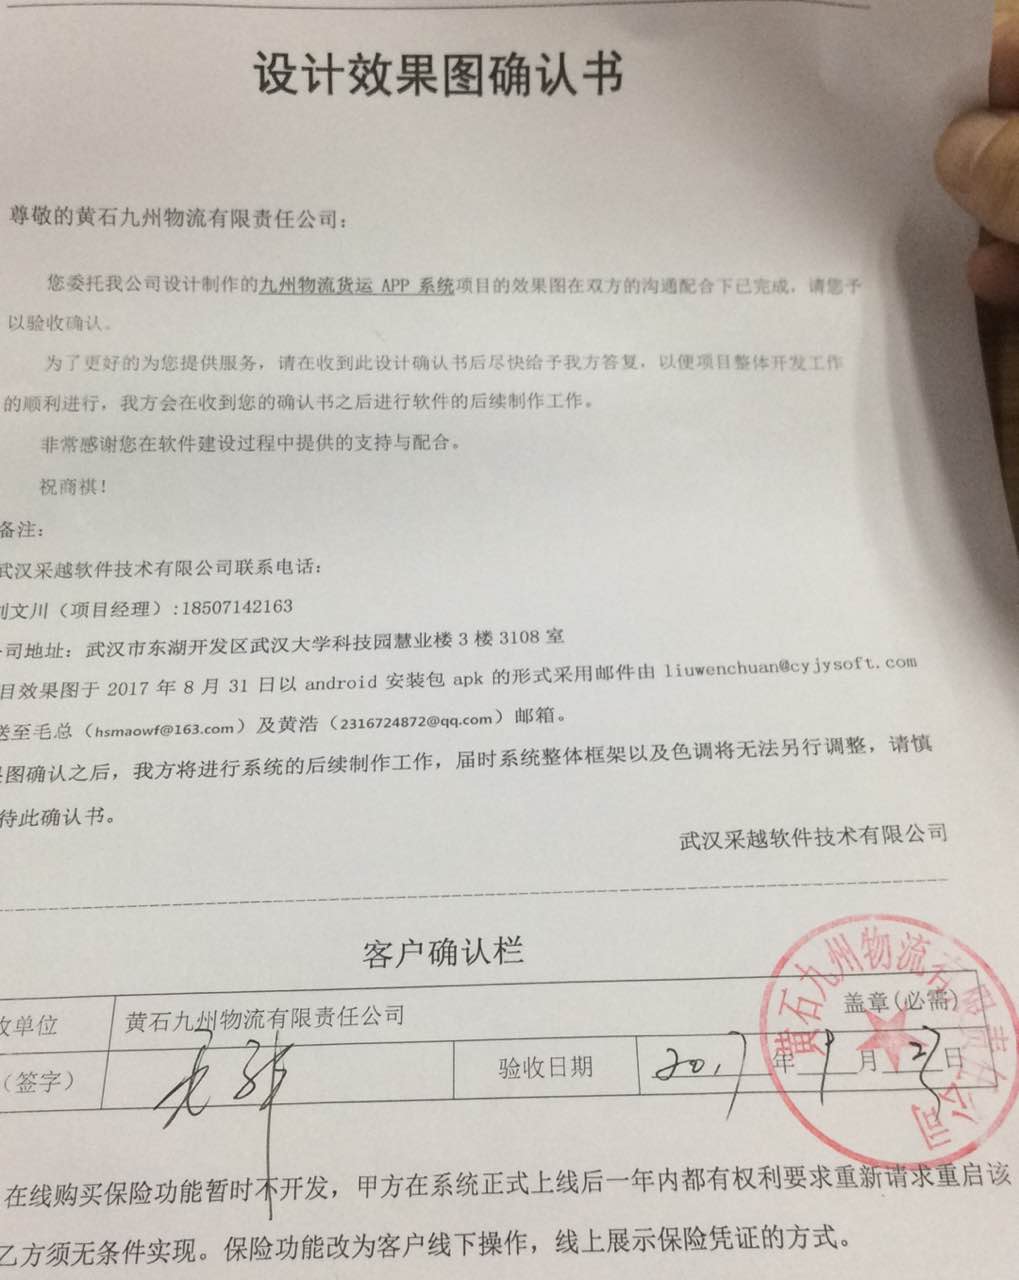 设计效果图确认书
尊敬的黄石九州物流有限责任公司：
您委托我公司设计制作的九州物流货运 APP 系统项目的效果图在双方的沟通配合下已完成，请您予
以验收确认。
为了更好的为您提供服务，请在收到此设计确认书后尽快给予我方答复，以便项目整体开发工作
的顺利进行，我方会在收到您的确认书之后进行软件的后续制作工作。
非常感谢您在软件建设过程中提供的支持与配合。
祝商祺！
备注：
武汉采越软件技术有限公司联系电话：
刘文川（项目经理）:18507142163
司地址：武汉市东湖开发区武汉大学科技园慧业楼 3 楼 3108 室
目效果图于 2017 年 8 月 31 日以 android 安装包 apk 的形式采用邮件由 liuwenchuan@cyjysoft.com
送至毛总（hsmaowf@163.com）及黄浩（2316724872@qq.com）邮箱。
图确认之后，我方将进行系统的后续制作工作，届时系统整体框架以及色调将无法另行调整，请慎
待此确认书。
武汉采越软件技术有限公司
客户确认栏
收单位 黄石九州物流有限责任公司 盖章(必需)
（签字） 验收日期 2017 年 9 月 日
黄石九州物流有限责任公司
在线购买保险功能暂时不开发，甲方在系统正式上线后一年内都有权利要求重新请求重启该
乙方须无条件实现。保险功能改为客户线下操作，线上展示保险凭证的方式。